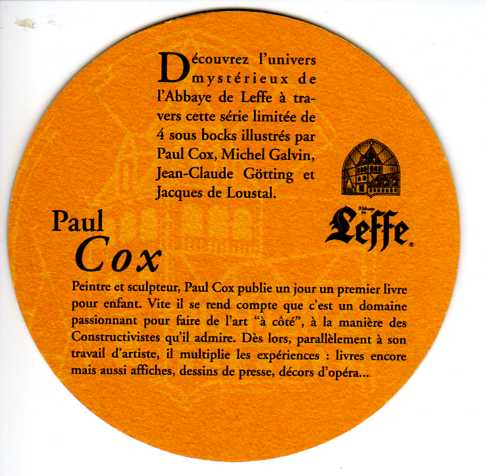 Découvrez l'univers
mystérieux de
l'Abbaye de Leffe à tra-
vers cette série limitée de
4 sous bocks illustrés par
Paul Cox, Michel Galvin,
Jean-Claude Götting et
Jacques de Loustal.
Abbaye de
Leffe®
Paul
Cox
Peintre et sculpteur, Paul Cox publie un jour un premier livre
pour enfant. Vite il se rend compte que c'est un domaine
passionnant pour faire de l'art "à côté", à la manière des
Constructivistes qu'il admire. Dès lors, parallèlement à son
travail d'artiste, il multiplie les expériences : livres encore
mais aussi affiches, dessins de presse, décors d'opéra...